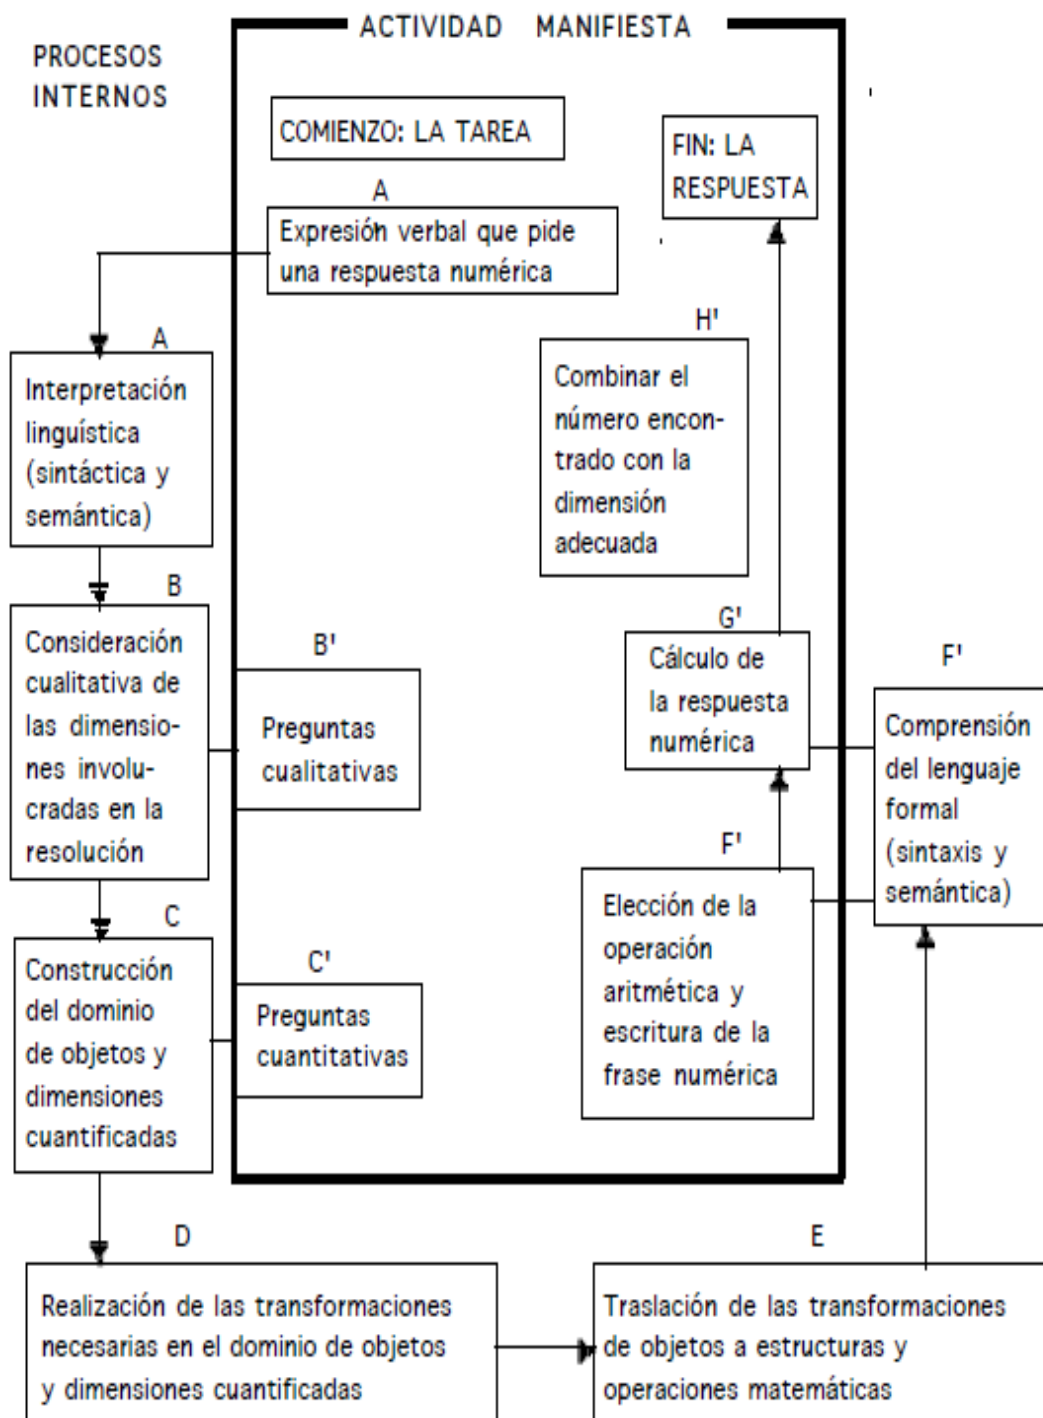 ACTIVIDAD MANIFIESTA
PROCESOS
INTERNOS
COMIENZO: LA TAREA
A
Expresión verbal que pide
una respuesta numérica
A
Interpretación
linguística
(sintáctica y
semántica)
B
Consideración
cualitativa de
las dimensio-
nes involu-
cradas en la
resolución
B'
Preguntas
cualitativas
C
Construcción
del dominio
de objetos y
dimensiones
cuantificadas
C'
Preguntas
cuantitativas
D
Realización de las transformaciones
necesarias en el dominio de objetos
y dimensiones cuantificadas
E
Traslación de las transformaciones
de objetos a estructuras y
operaciones matemáticas
F'
Comprensión
del lenguaje
formal
(sintaxis y
semántica)
F'
Elección de la
operación
aritmética y
escritura de la
frase numérica
G'
Cálculo de
la respuesta
numérica
H'
Combinar el
número encon-
trado con la
dimensión
adecuada
FIN: LA
RESPUESTA